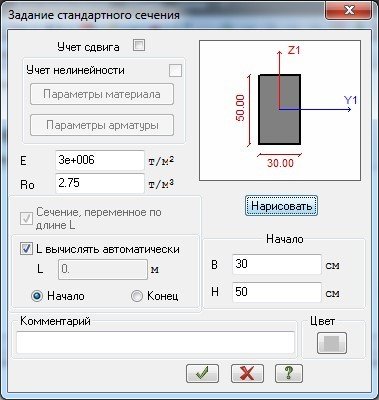 Задание стандартного сечения
Учет сдвига
Учет нелинейности
Параметры материала
Параметры арматуры
E 3e+006 т/м²
Ro 2.75 т/м³
Z1
Y1
50.00
30.00
Нарисовать
Сечение, переменное по
длине L
L вычислять автоматически
L 0. м
Начало Конец
Начало
B 30 см
H 50 см
Комментарий
Цвет
?